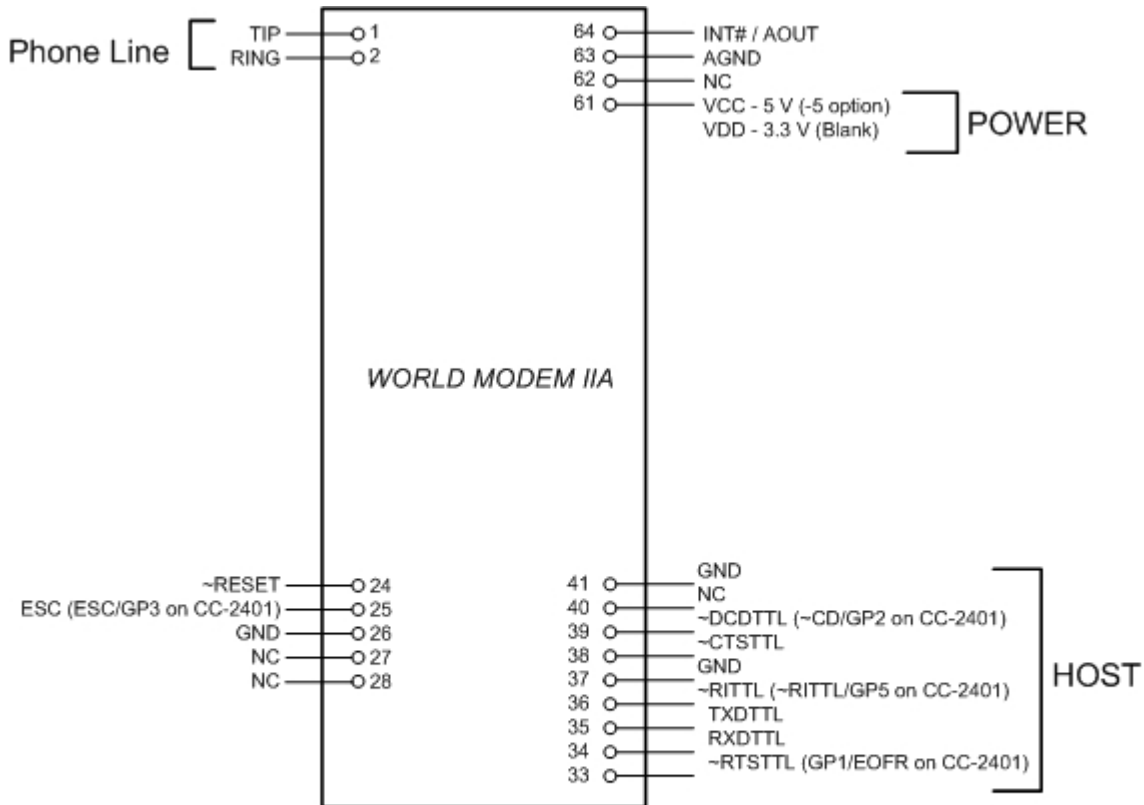 Phone Line
TIP 1
RING 2
64 INT# / AOUT
63 AGND
62 NC
61 VCC - 5 V (-5 option)
VDD - 3.3 V (Blank)
POWER
WORLD MODEM IIA
~RESET 24
ESC (ESC/GP3 on CC-2401) 25
GND 26
NC 27
NC 28
41 GND
40 NC
39 ~DCDTTL (~CD/GP2 on CC-2401)
38 ~CTSTTL
37 GND
36 ~RITTL (~RITTL/GP5 on CC-2401)
35 TXDTTL
34 RXDTTL
33 ~RTSTTL (GP1/EOFR on CC-2401)
HOST